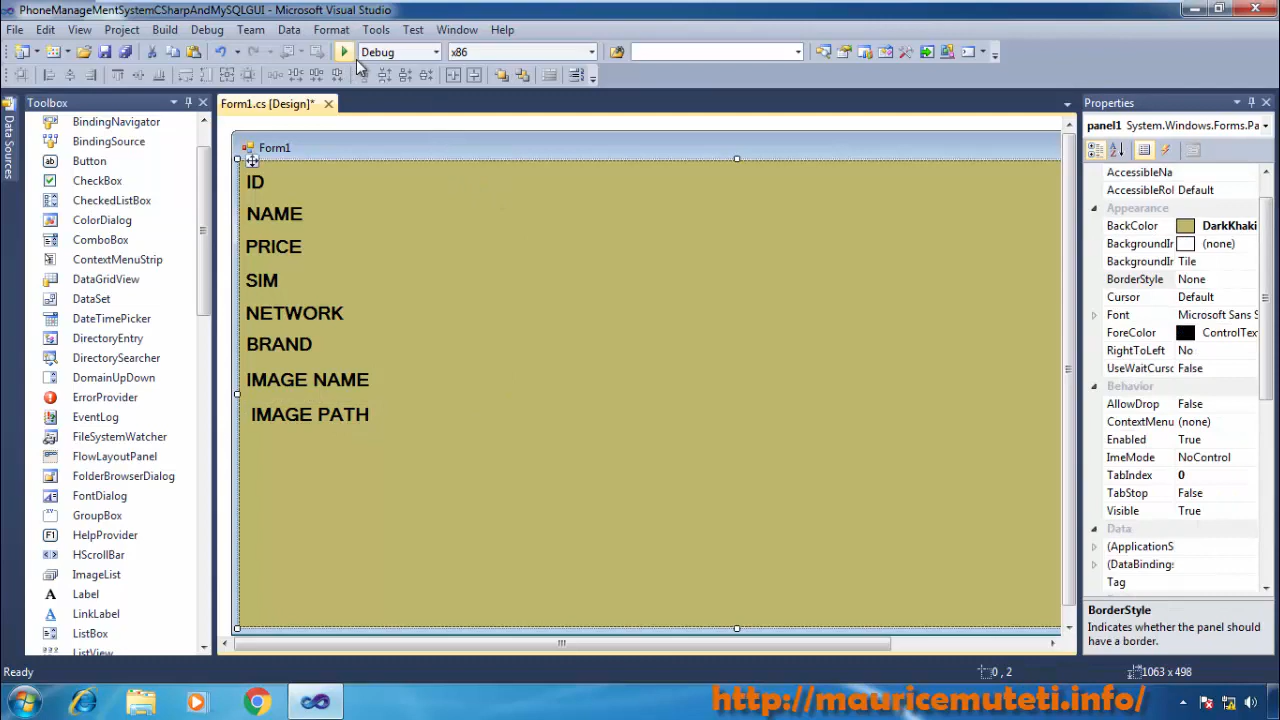 PhoneManageMentSystemCSharpAndMySQLGUI - Microsoft Visual Studio
File Edit View Project Build Debug Team Data Format Tools Test Window Help
Debug x86
Toolbox
Form1.cs [Design]*
Properties
Data Sources
BindingNavigator
BindingSource
Button
CheckBox
CheckedListBox
ColorDialog
ComboBox
ContextMenuStrip
DataGridView
DataSet
DateTimePicker
DirectoryEntry
DirectorySearcher
DomainUpDown
ErrorProvider
EventLog
FileSystemWatcher
FlowLayoutPanel
FolderBrowserDialog
FontDialog
GroupBox
HelpProvider
HScrollBar
ImageList
Label
LinkLabel
ListBox
ListView
Form1
ID
NAME
PRICE
SIM
NETWORK
BRAND
IMAGE NAME
IMAGE PATH
panel1 System.Windows.Forms.Pa
AccessibleNa
AccessibleRol Default
Appearance
BackColor DarkKhaki
BackgroundIr (none)
BackgroundIr Tile
BorderStyle None
Cursor Default
Font Microsoft Sans S
ForeColor ControlText
RightToLeft No
UseWaitCursc False
Behavior
AllowDrop False
ContextMenu (none)
Enabled True
ImeMode NoControl
TabIndex 0
TabStop False
Visible True
Data
(ApplicationS
(DataBindings
Tag
BorderStyle
Indicates whether the panel should
have a border.
Ready
0 , 2
1063 x 498
http://mauricemuteti.info/